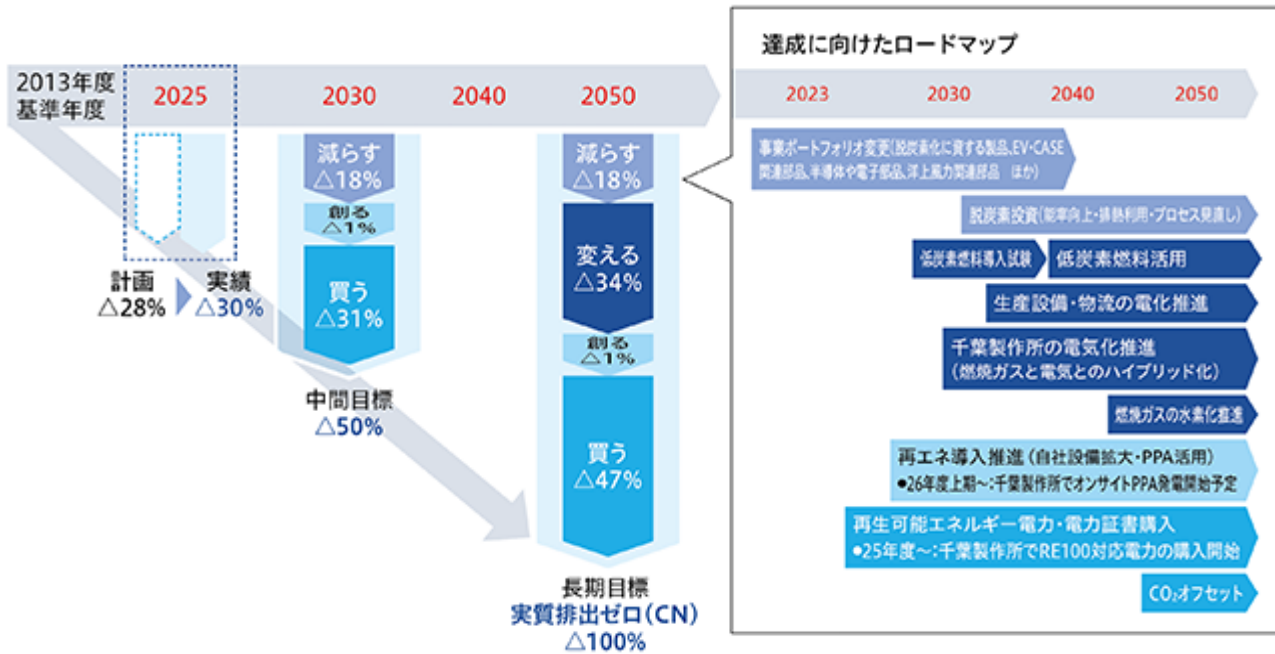 2013年度
基準年度
2025
2030
2040
2050
計画
△28%
実績
△30%
減らす
△18%
創る
△1%
買う
△31%
中間目標
△50%
減らす
△18%
変える
△34%
創る
△1%
買う
△47%
長期目標
実質排出ゼロ(CN)
△100%
達成に向けたロードマップ
2023
2030
2040
2050
事業ポートフォリオ変更(脱炭素化に資する製品、EV・CASE
関連部品、半導体や電子部品、洋上風力関連部品 ほか)
脱炭素投資(能率向上・排熱利用・プロセス見直し)
低炭素燃料導入試験
低炭素燃料活用
生産設備・物流の電化推進
千葉製作所の電気化推進
(燃焼ガスと電気とのハイブリッド化)
燃焼ガスの水素化推進
再エネ導入推進(自社設備拡大・PPA活用)
●26年度上期～:千葉製作所でオンサイトPPA発電開始予定
再生可能エネルギー電力・電力証書購入
●25年度～:千葉製作所でRE100対応電力の購入開始
CO₂オフセット